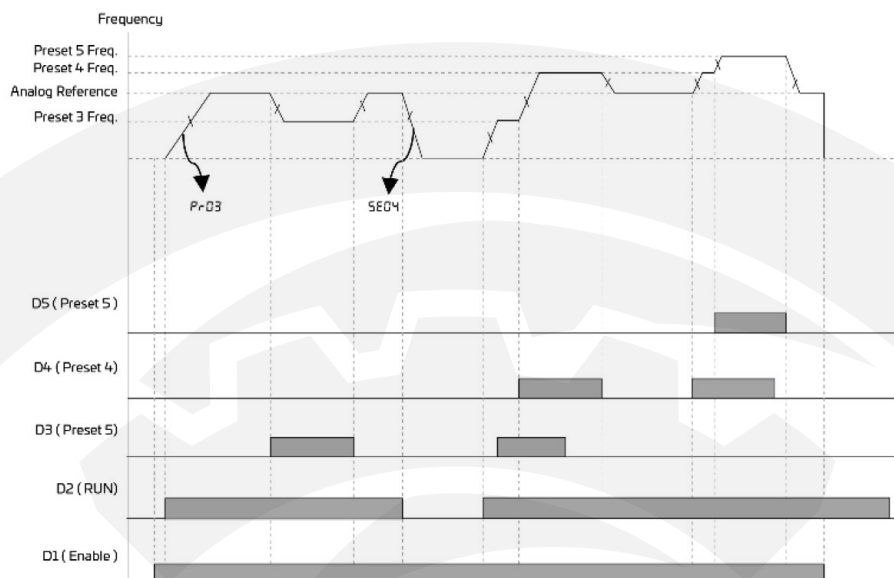 Frequency
Preset 5 Freq.
Preset 4 Freq.
Analog Reference
Preset 3 Freq.
Pr03
SE04
D5 ( Preset 5 )
D4 ( Preset 4 )
D3 ( Preset 5 )
D2 ( RUN)
D1 ( Enable )